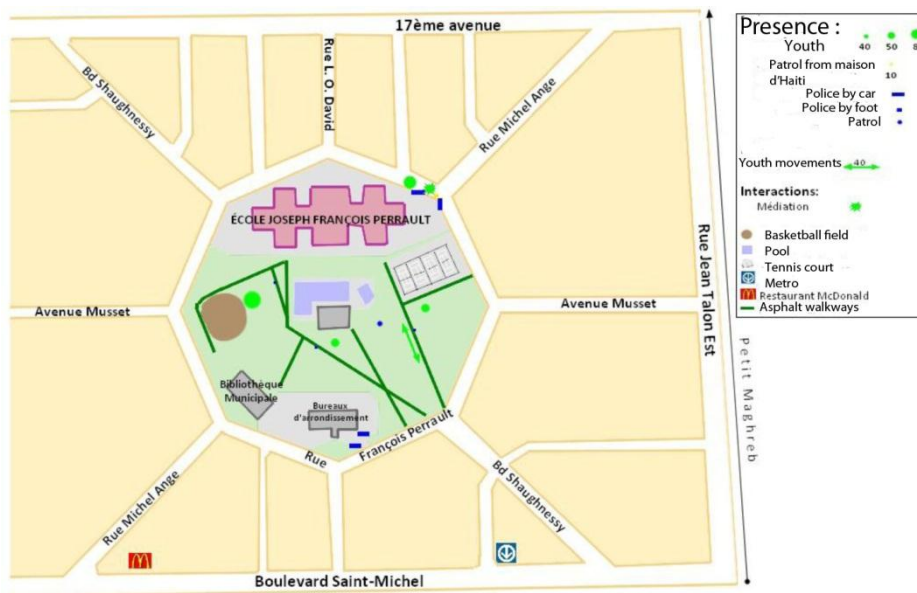 17ème avenue
Bd Shaughnessy
Rue L. O. David
Rue Michel Ange
ÉCOLE JOSEPH FRANÇOIS PERRAULT
Avenue Musset
Avenue Musset
Rue Jean Talon Est
Petit Maghreb
Bibliothèque
Municipale
Bureaux
d'arrondissement
Rue
François Perrault
Rue Michel Ange
Bd Shaughnessy
Boulevard Saint-Michel
Presence :
Youth
40 50 8
Patrol from maison
d'Haiti
10
Police by car
Police by foot
Patrol
Youth movements
40
Interactions:
Médiation
Basketball field
Pool
Tennis court
Metro
Restaurant McDonald
Asphalt walkways